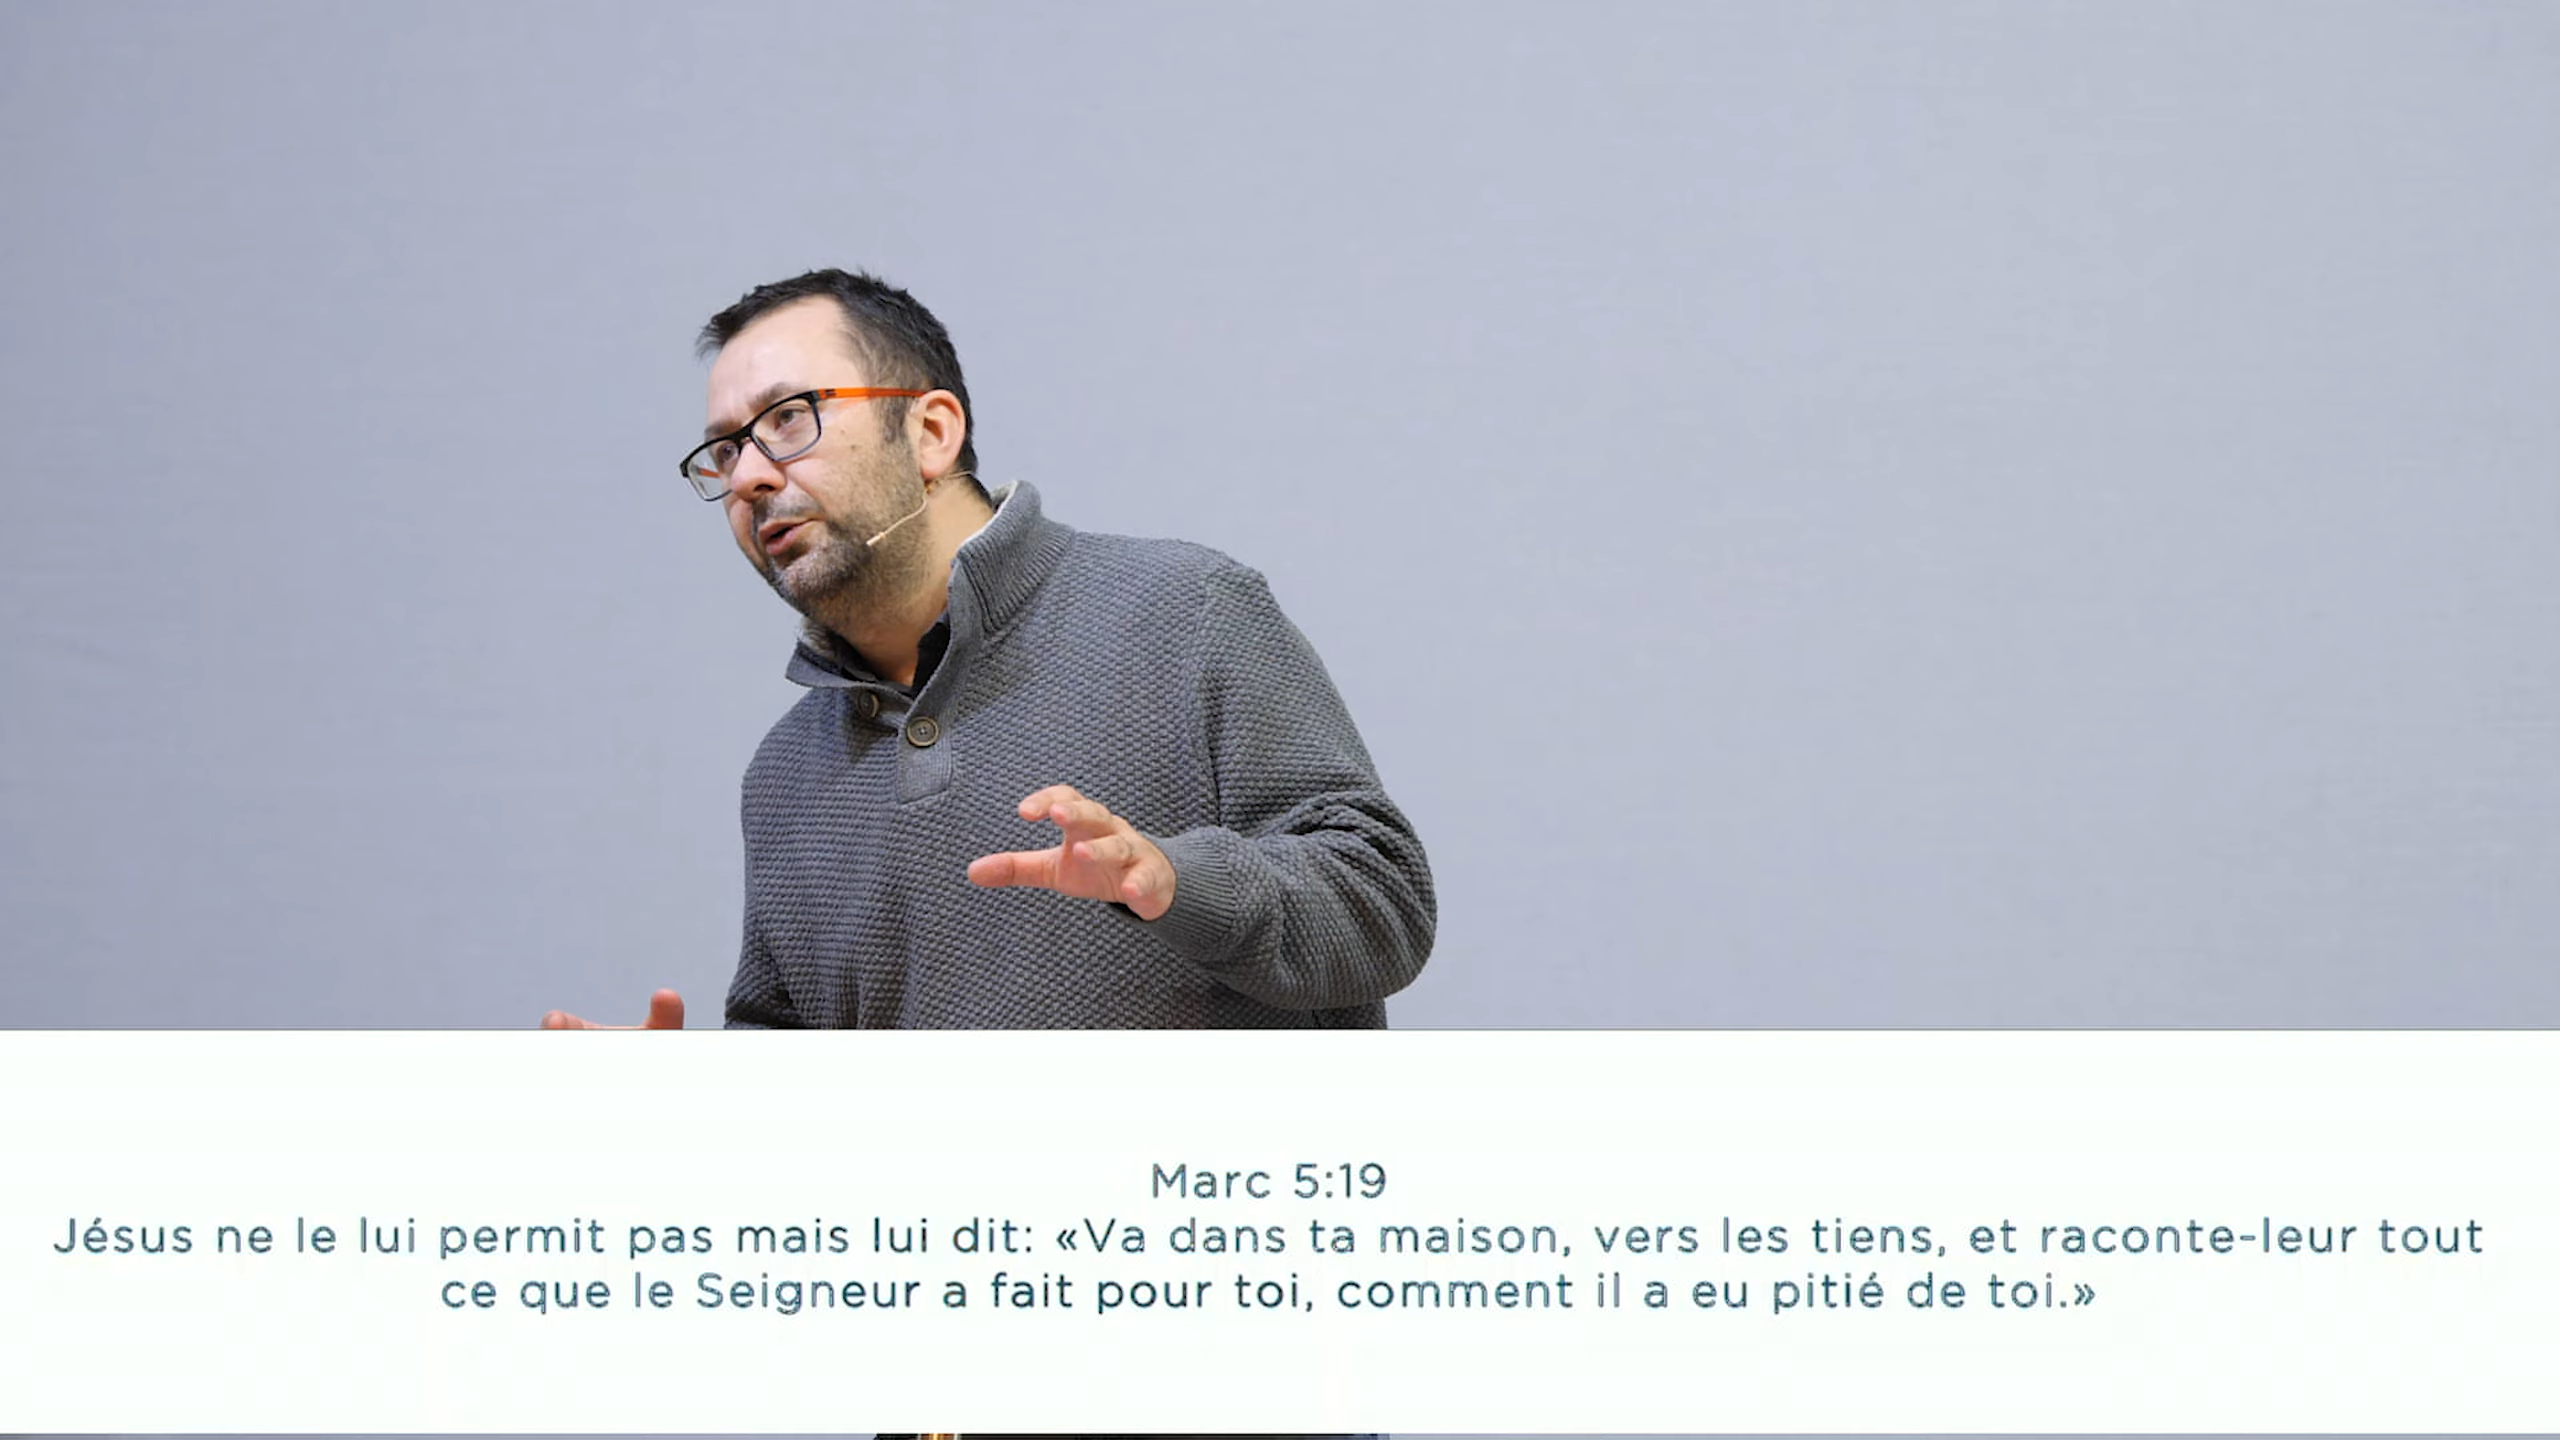 Marc 5:19
Jésus ne le lui permit pas mais lui dit: «Va dans ta maison, vers les tiens, et raconte-leur tout
ce que le Seigneur a fait pour toi, comment il a eu pitié de toi.»